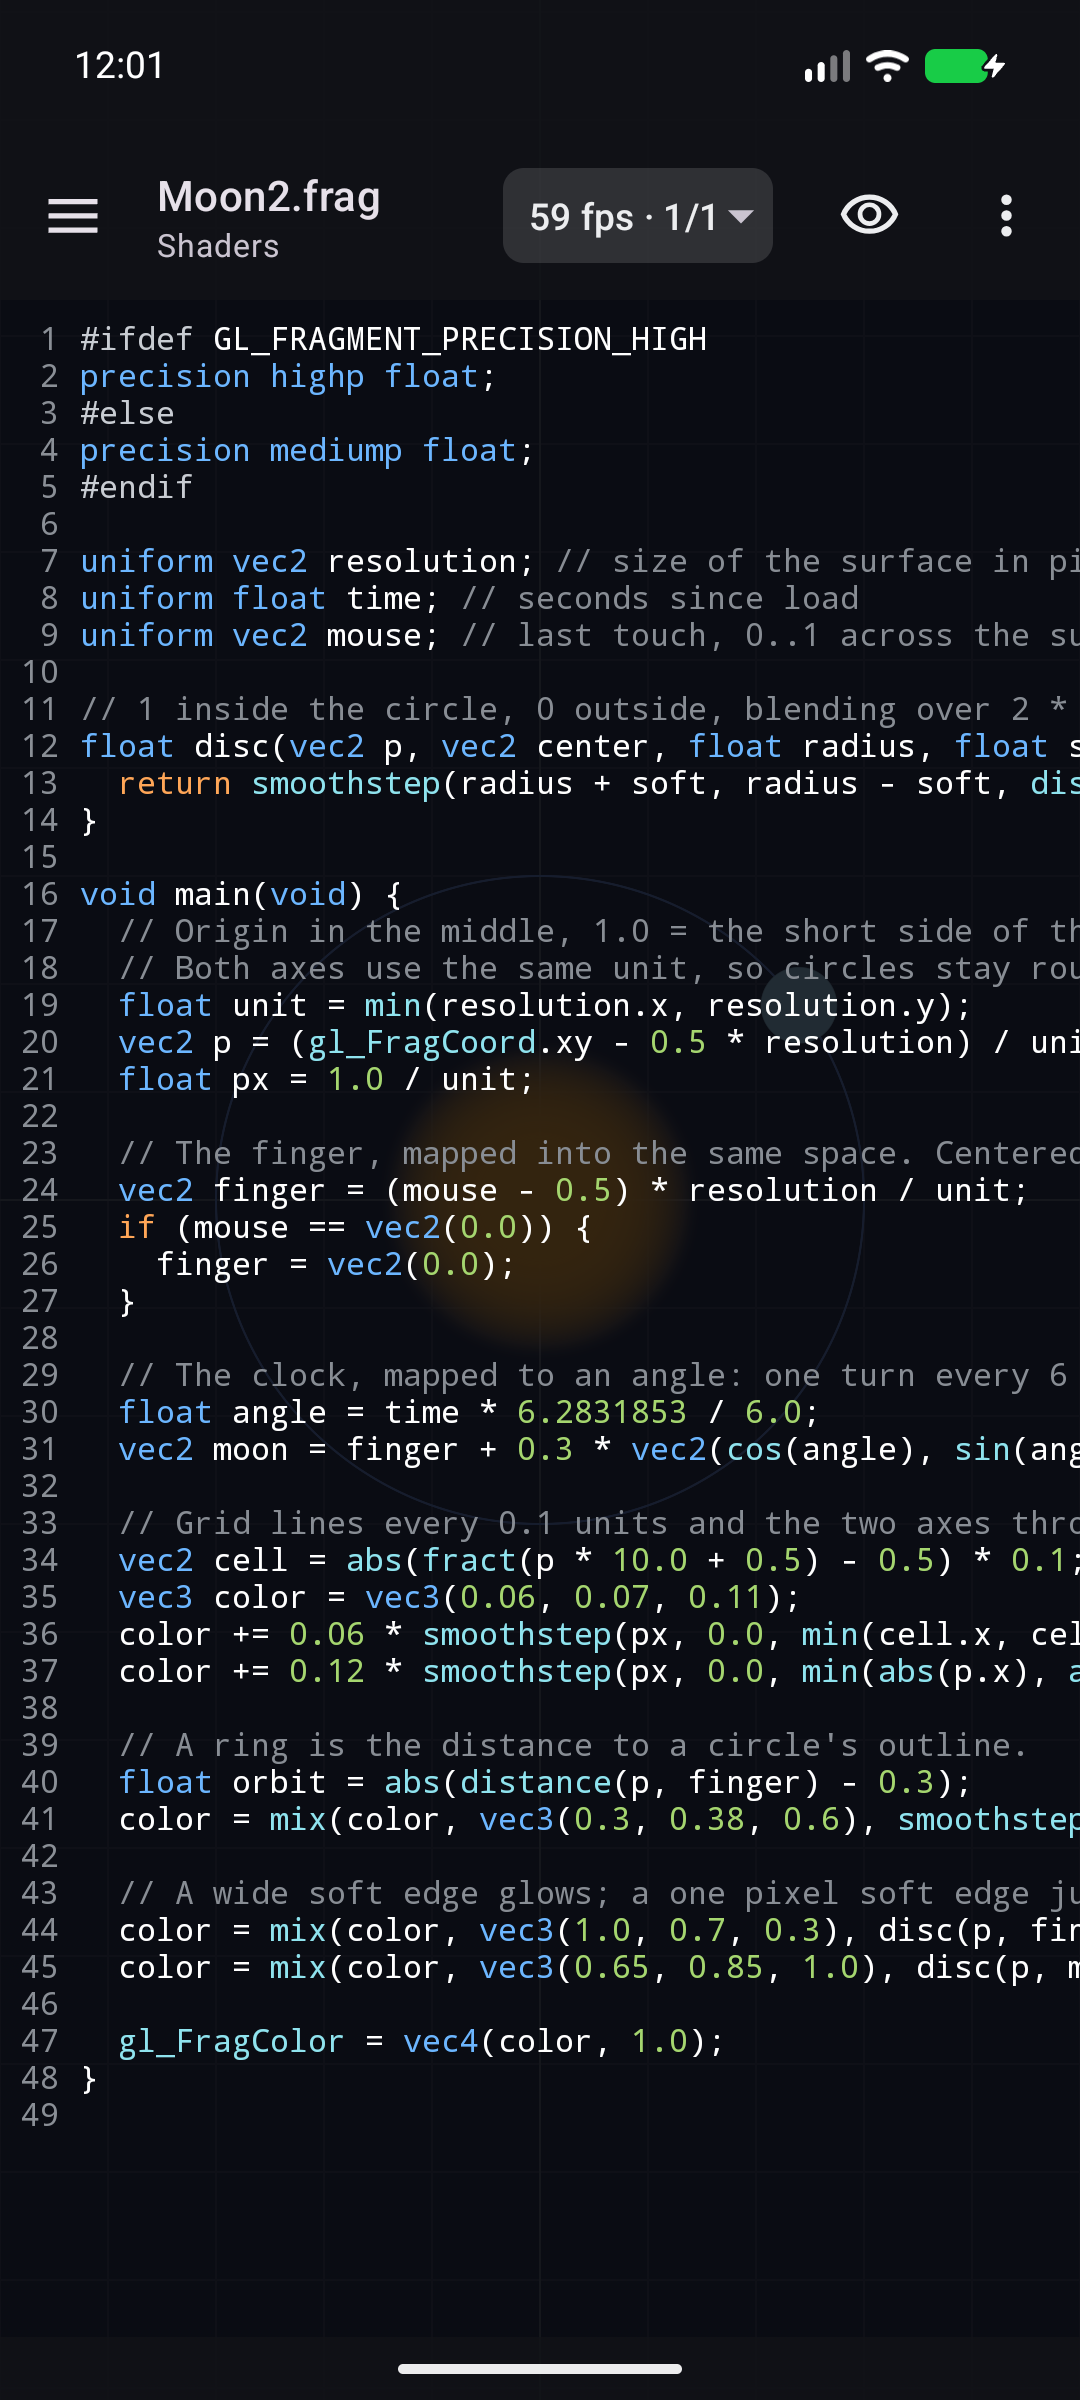 12:01
Moon2.frag
Shaders
59 fps · 1/1
1 #ifdef GL_FRAGMENT_PRECISION_HIGH
2 precision highp float;
3 #else
4 precision mediump float;
5 #endif
6
7 uniform vec2 resolution; // size of the surface in pi
8 uniform float time; // seconds since load
9 uniform vec2 mouse; // last touch, 0..1 across the su
10
11 // 1 inside the circle, 0 outside, blending over 2 *
12 float disc(vec2 p, vec2 center, float radius, float s
13   return smoothstep(radius + soft, radius - soft, dis
14 }
15
16 void main(void) {
17   // Origin in the middle, 1.0 = the short side of th
18   // Both axes use the same unit, so circles stay rou
19   float unit = min(resolution.x, resolution.y);
20   vec2 p = (gl_FragCoord.xy - 0.5 * resolution) / uni
21   float px = 1.0 / unit;
22
23   // The finger, mapped into the same space. Centered
24   vec2 finger = (mouse - 0.5) * resolution / unit;
25   if (mouse == vec2(0.0)) {
26     finger = vec2(0.0);
27   }
28
29   // The clock, mapped to an angle: one turn every 6
30   float angle = time * 6.2831853 / 6.0;
31   vec2 moon = finger + 0.3 * vec2(cos(angle), sin(ang
32
33   // Grid lines every 0.1 units and the two axes thro
34   vec2 cell = abs(fract(p * 10.0 + 0.5) - 0.5) * 0.1;
35   vec3 color = vec3(0.06, 0.07, 0.11);
36   color += 0.06 * smoothstep(px, 0.0, min(cell.x, cel
37   color += 0.12 * smoothstep(px, 0.0, min(abs(p.x), a
38
39   // A ring is the distance to a circle's outline.
40   float orbit = abs(distance(p, finger) - 0.3);
41   color = mix(color, vec3(0.3, 0.38, 0.6), smoothstep
42
43   // A wide soft edge glows; a one pixel soft edge ju
44   color = mix(color, vec3(1.0, 0.7, 0.3), disc(p, fin
45   color = mix(color, vec3(0.65, 0.85, 1.0), disc(p, m
46
47   gl_FragColor = vec4(color, 1.0);
48 }
49